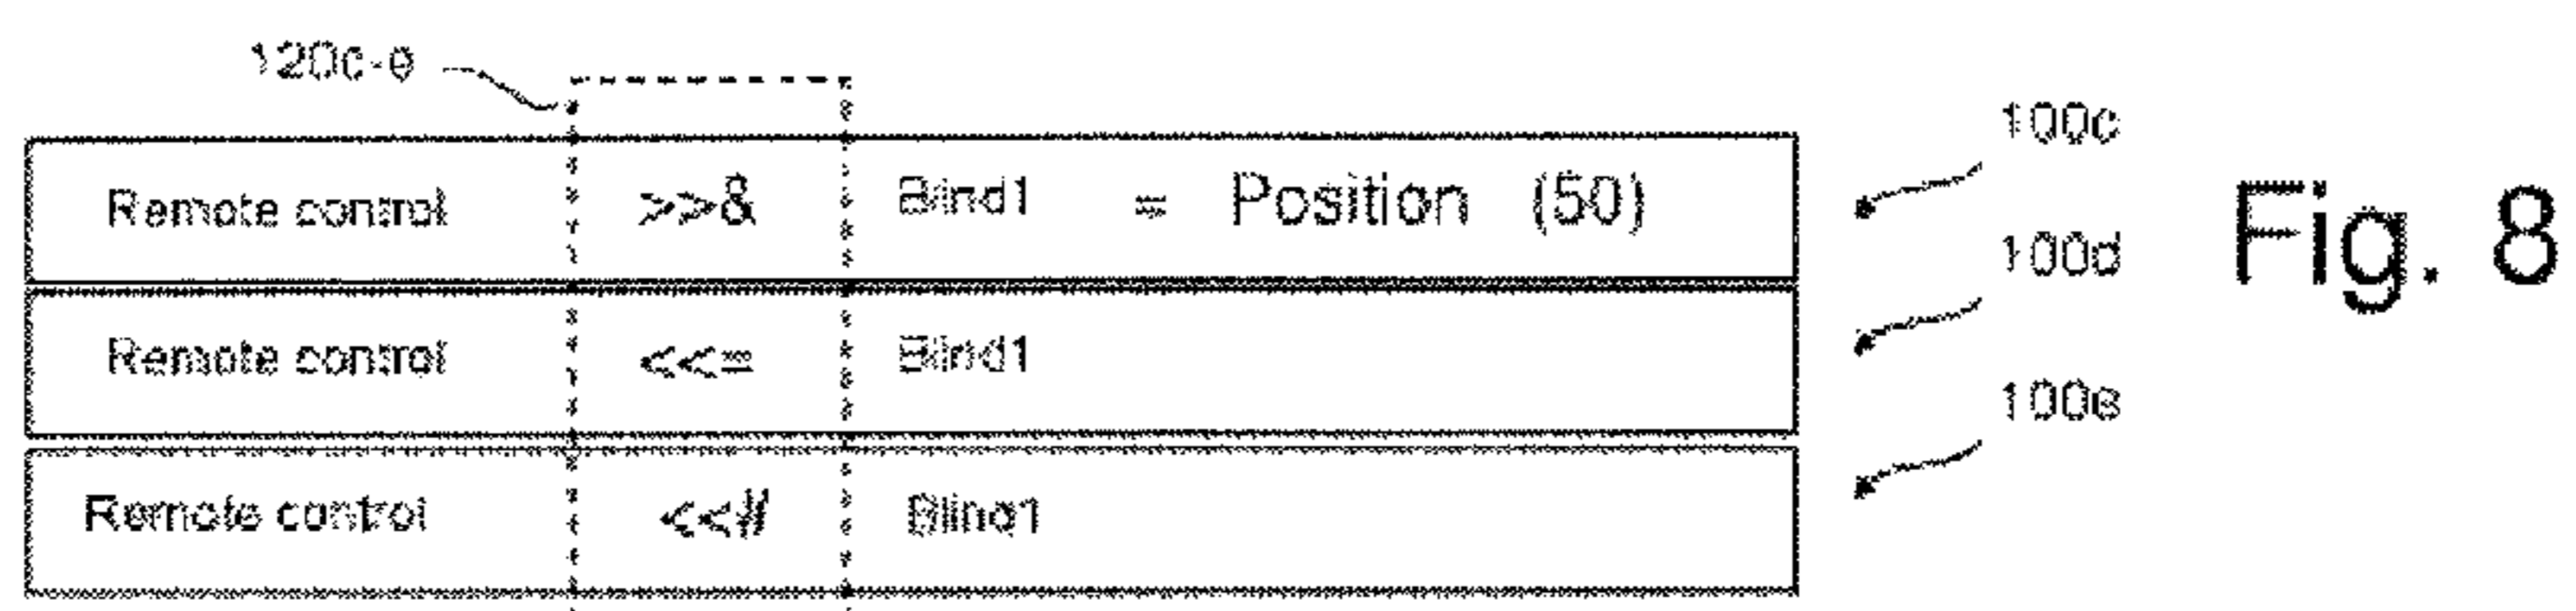 120c-e
100c
Remote control >>& Blind1 = Position (50)
Fig. 8
100d
Remote control <<= Blind1
100e
Remote control <<# Blind1